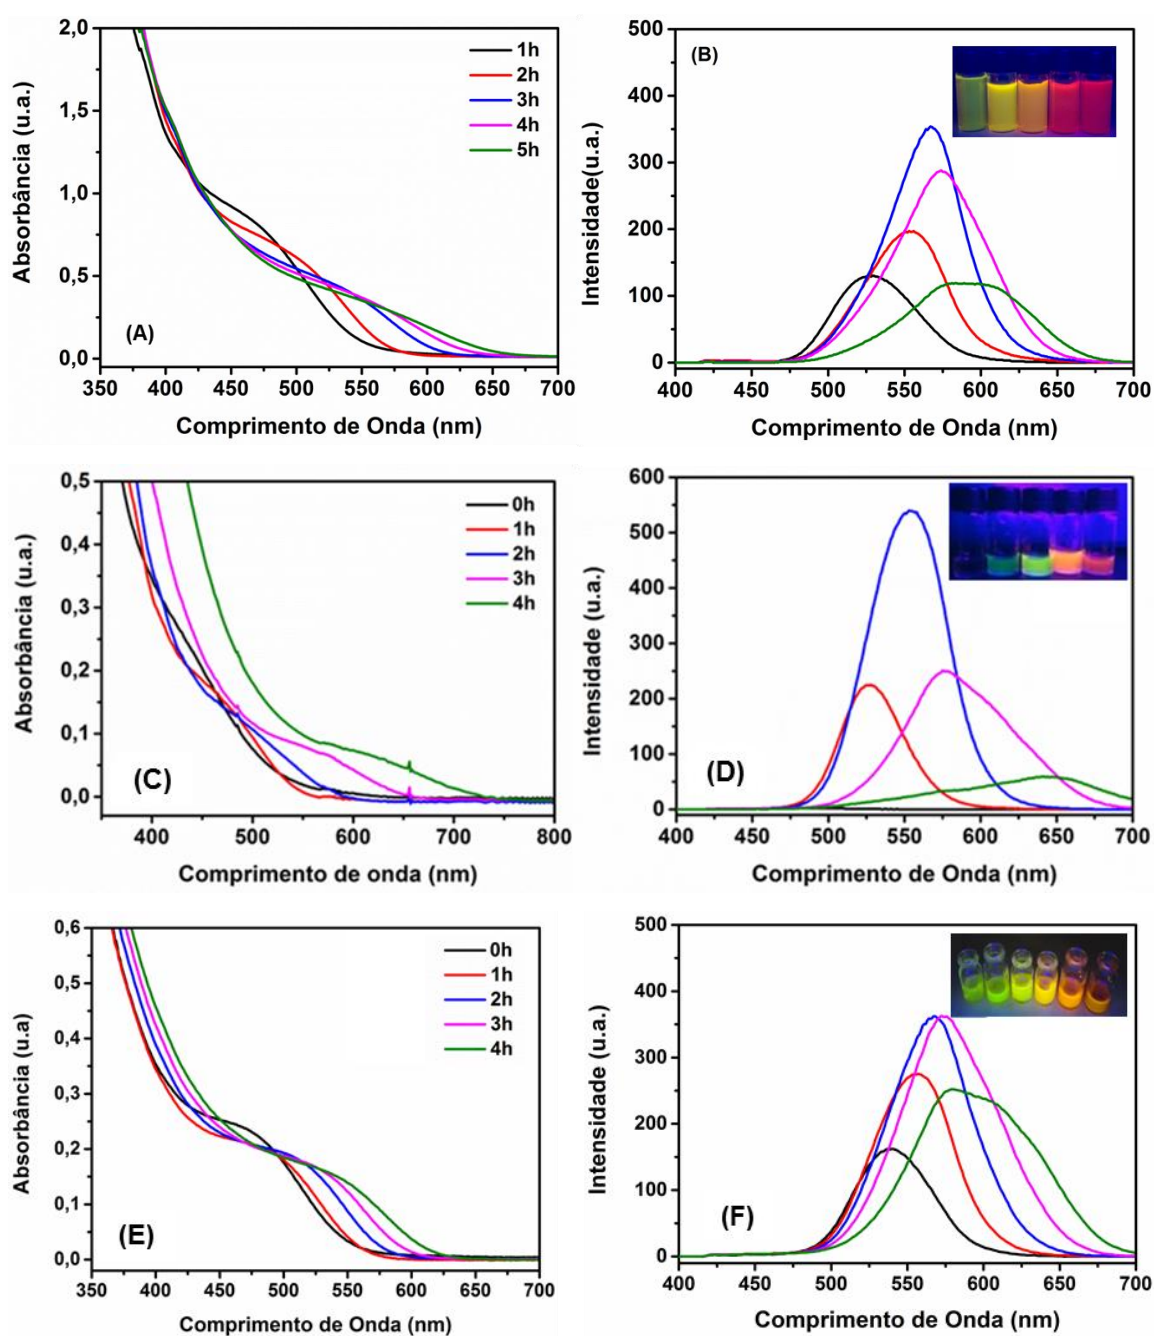 2,0
1,5
1,0
0,5
0,0
Absorbância (u.a.)
1h
2h
3h
4h
5h
(A)
350 400 450 500 550 600 650 700
Comprimento de Onda (nm)
500
400
300
200
100
0
Intensidade(u.a.)
(B)
400 450 500 550 600 650 700
Comprimento de Onda (nm)
0,5
0,4
0,3
0,2
0,1
0,0
Absorbância (u.a.)
0h
1h
2h
3h
4h
(C)
400 500 600 700 800
Comprimento de onda (nm)
600
500
400
300
200
100
0
Intensidade (u.a.)
(D)
400 450 500 550 600 650 700
Comprimento de Onda (nm)
0,6
0,5
0,4
0,3
0,2
0,1
0,0
Absorbância (u.a)
0h
1h
2h
3h
4h
(E)
350 400 450 500 550 600 650 700
Comprimento de Onda (nm)
500
400
300
200
100
0
Intensidade (u.a.)
(F)
400 450 500 550 600 650 700
Comprimento de Onda (nm)